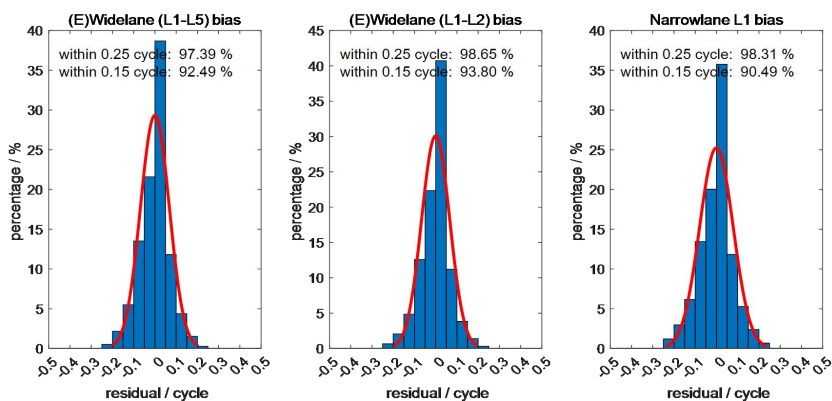 (E)Widelane (L1-L5) bias
within 0.25 cycle: 97.39 %
within 0.15 cycle: 92.49 %
percentage / %
40
35
30
25
20
15
10
5
0
-0.5 -0.4 -0.3 -0.2 -0.1 0 0.1 0.2 0.3 0.4 0.5
residual / cycle
(E)Widelane (L1-L2) bias
within 0.25 cycle: 98.65 %
within 0.15 cycle: 93.80 %
percentage / %
45
40
35
30
25
20
15
10
5
0
-0.5 -0.4 -0.3 -0.2 -0.1 0 0.1 0.2 0.3 0.4 0.5
residual / cycle
Narrowlane L1 bias
within 0.25 cycle: 98.31 %
within 0.15 cycle: 90.49 %
percentage / %
40
35
30
25
20
15
10
5
0
-0.5 -0.4 -0.3 -0.2 -0.1 0 0.1 0.2 0.3 0.4 0.5
residual / cycle